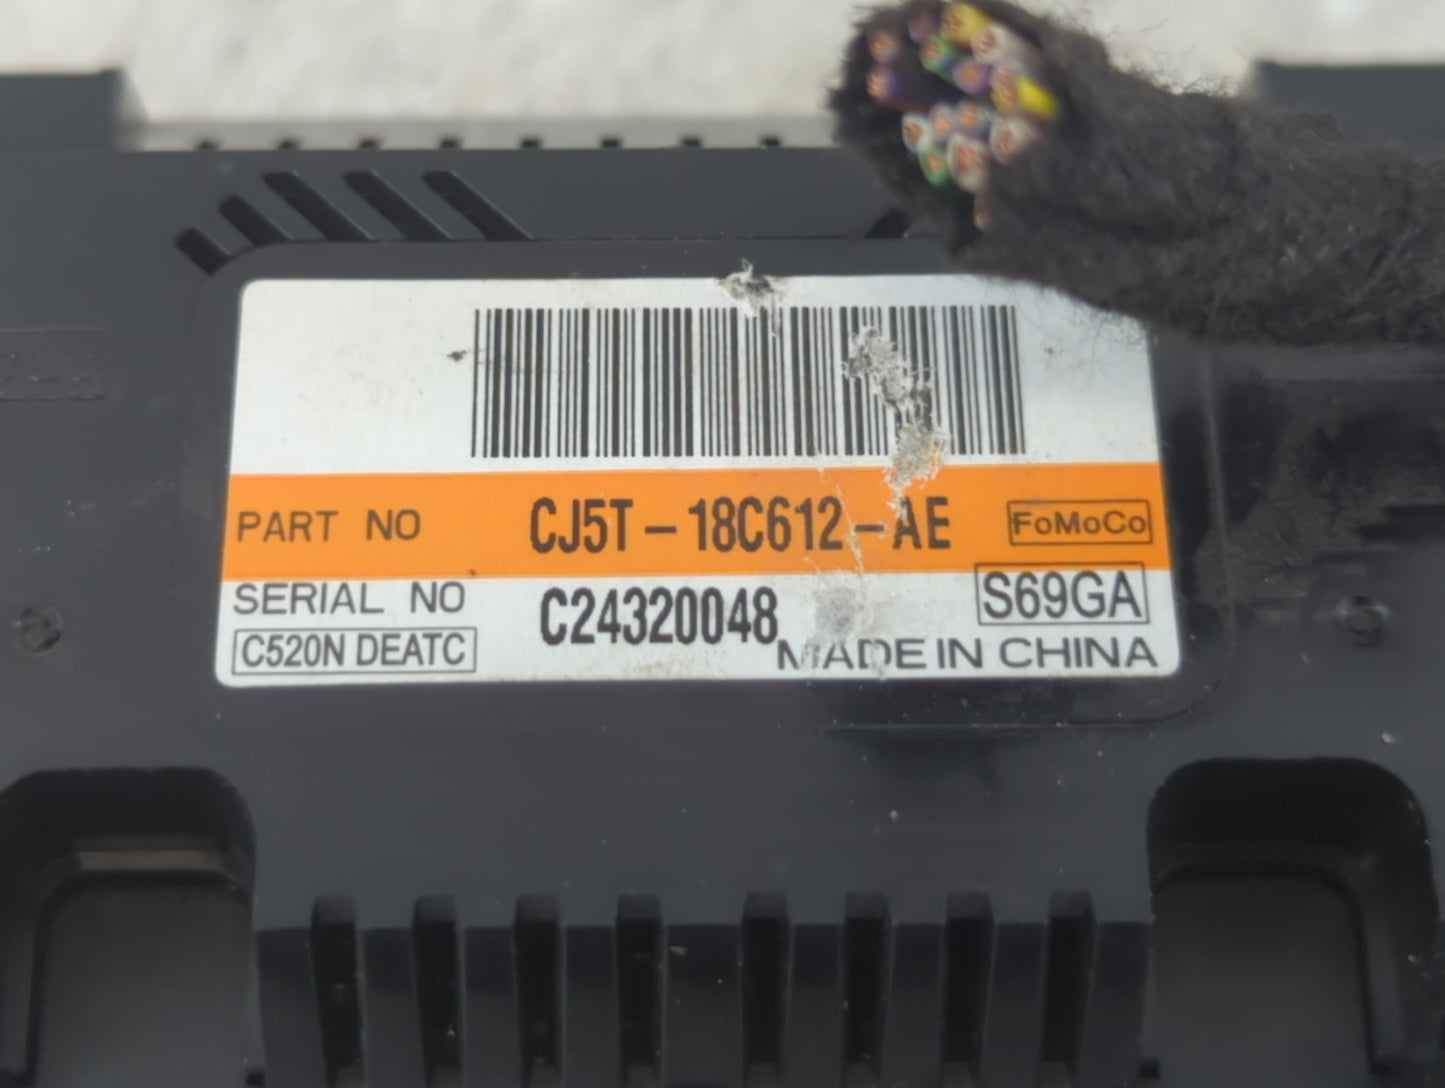 PART NO CJ5T-18C612-AE FoMoCo
SERIAL NO C24320048 S69GA
C520N DEATC MADE IN CHINA